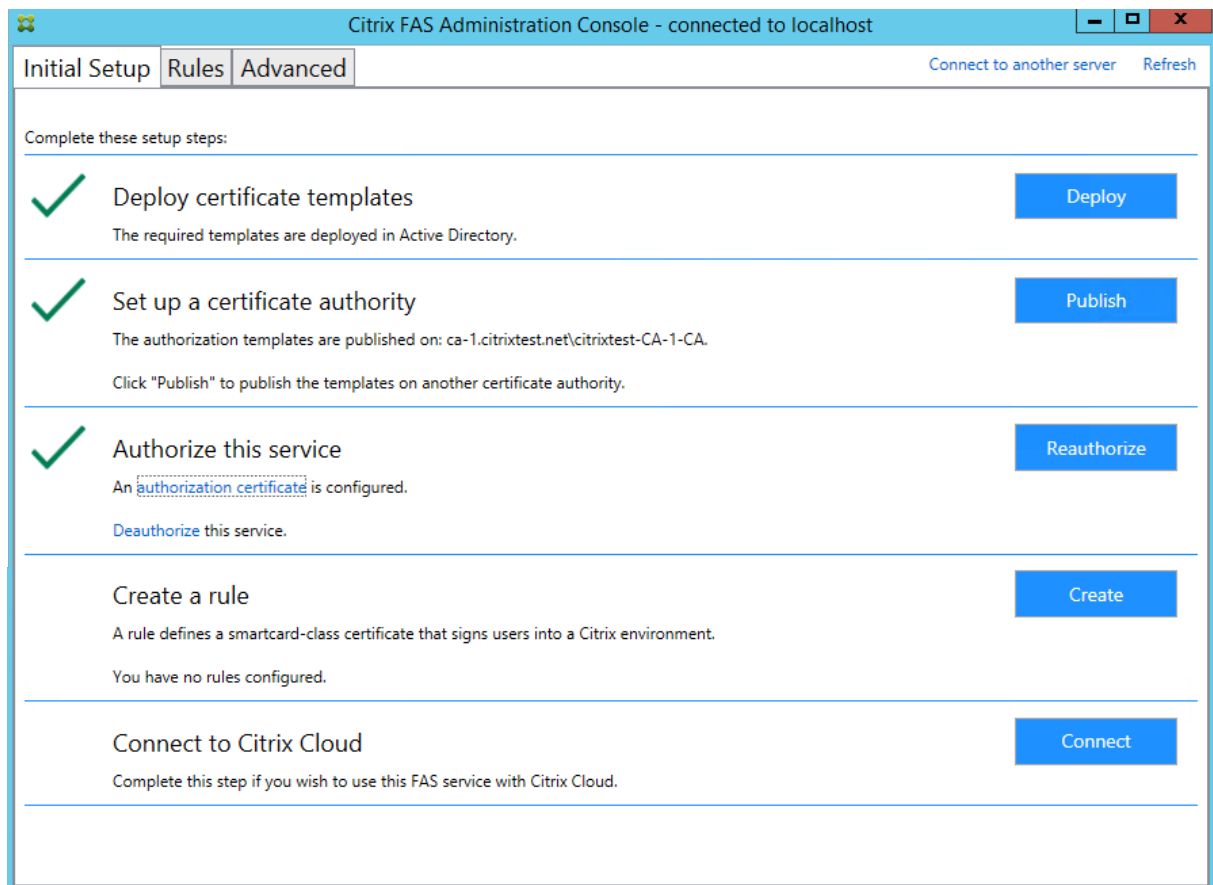 Citrix FAS Administration Console - connected to localhost
Initial Setup Rules Advanced Connect to another server Refresh
Complete these setup steps:
Deploy certificate templates
Deploy
The required templates are deployed in Active Directory.
Set up a certificate authority
Publish
The authorization templates are published on: ca-1.citrixtest.net\citrixtest-CA-1-CA.
Click "Publish" to publish the templates on another certificate authority.
Authorize this service
Reauthorize
An authorization certificate is configured.
Deauthorize this service.
Create a rule
Create
A rule defines a smartcard-class certificate that signs users into a Citrix environment.
You have no rules configured.
Connect to Citrix Cloud
Connect
Complete this step if you wish to use this FAS service with Citrix Cloud.